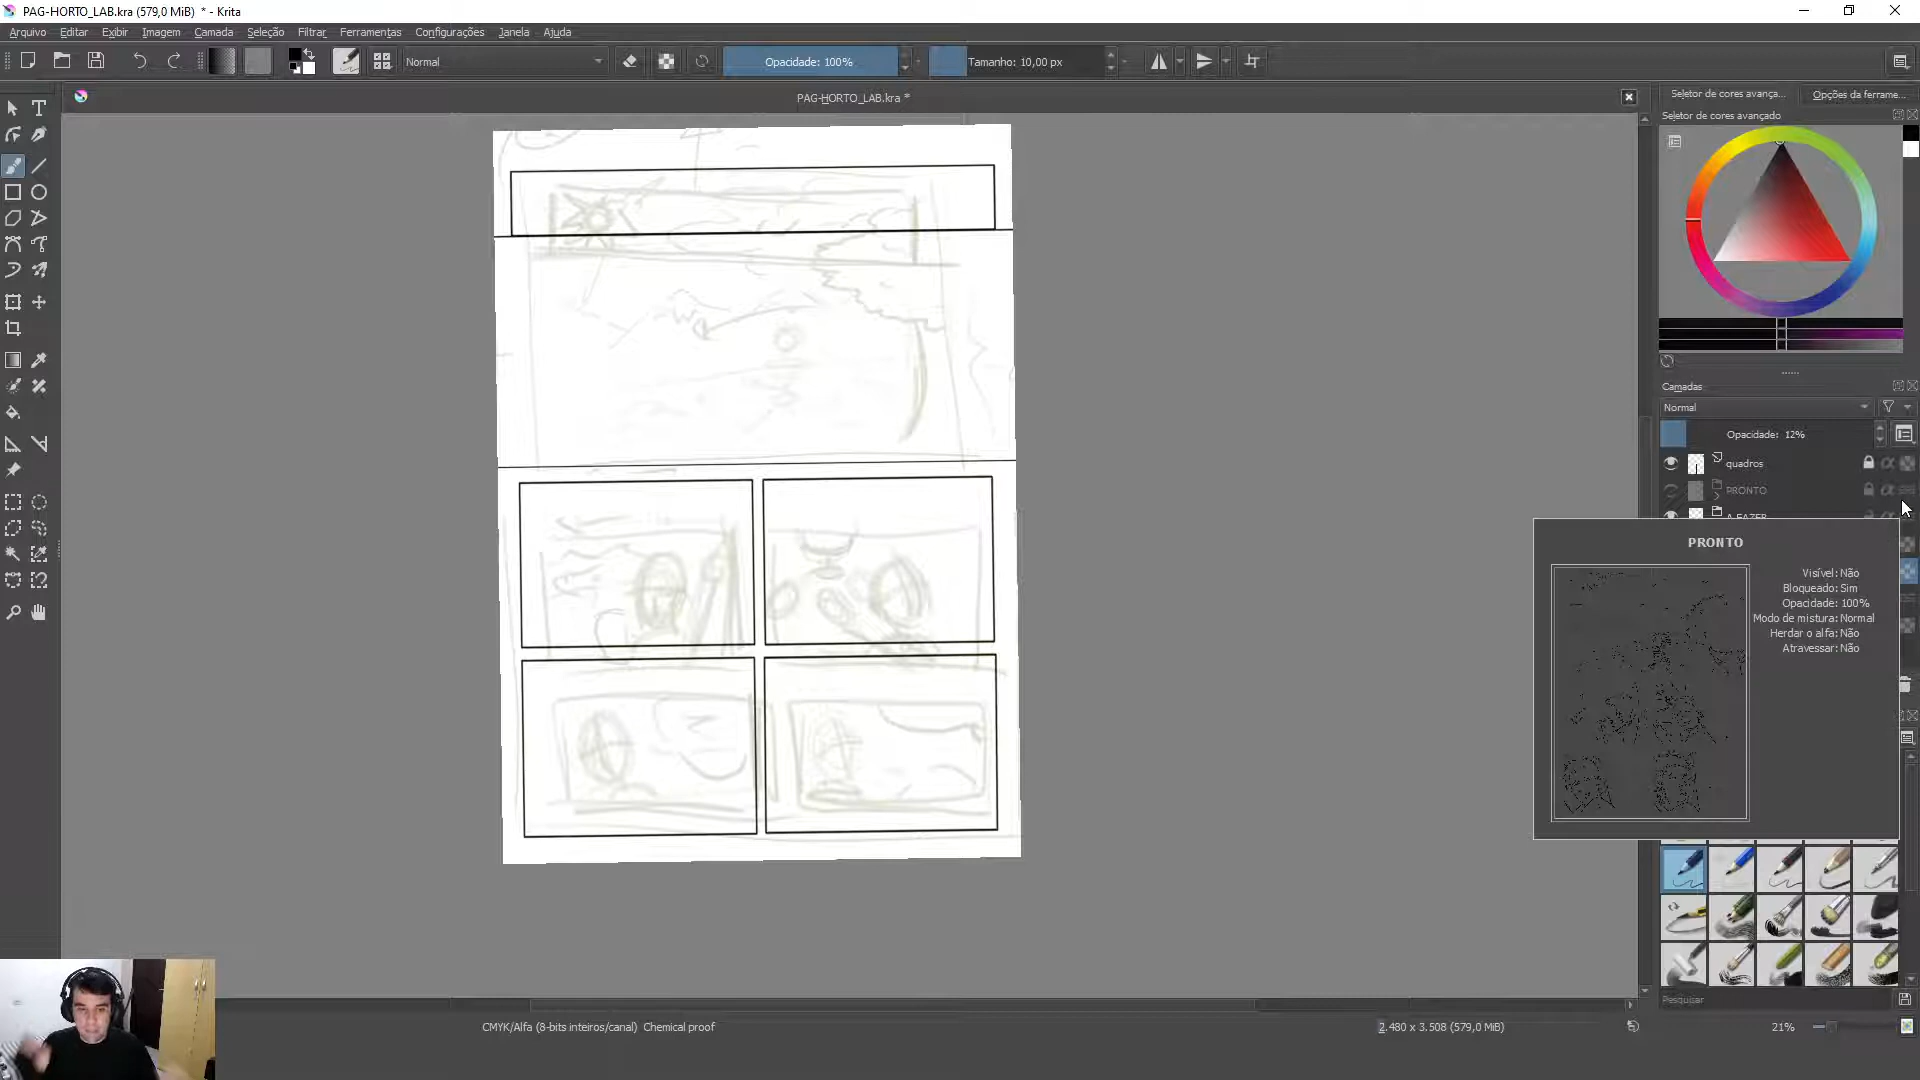 PAG-HORTO_LAB.kra (579,0 MiB) * - Krita
Arquivo Editar Exibir Imagem Camada Seleção Filtrar Ferramentas Configurações Janela Ajuda
Normal
Opacidade: 100%
Tamanho: 10,00 px
PAG-HORTO_LAB.kra *
Seletor de cores avança...
Opções da ferrame...
Seletor de cores avançado
Camadas
Normal
Opacidade: 12%
quadros
PRONTO
A FAZER
PRONTO
Visível: Não
Bloqueado: Sim
Opacidade: 100%
Modo de mistura: Normal
Herdar o alfa: Não
Atravessar: Não
Pesquisar
CMYK/Alfa (8-bits inteiros/canal) Chemical proof
2.480 x 3.508 (579,0 MiB)
21%